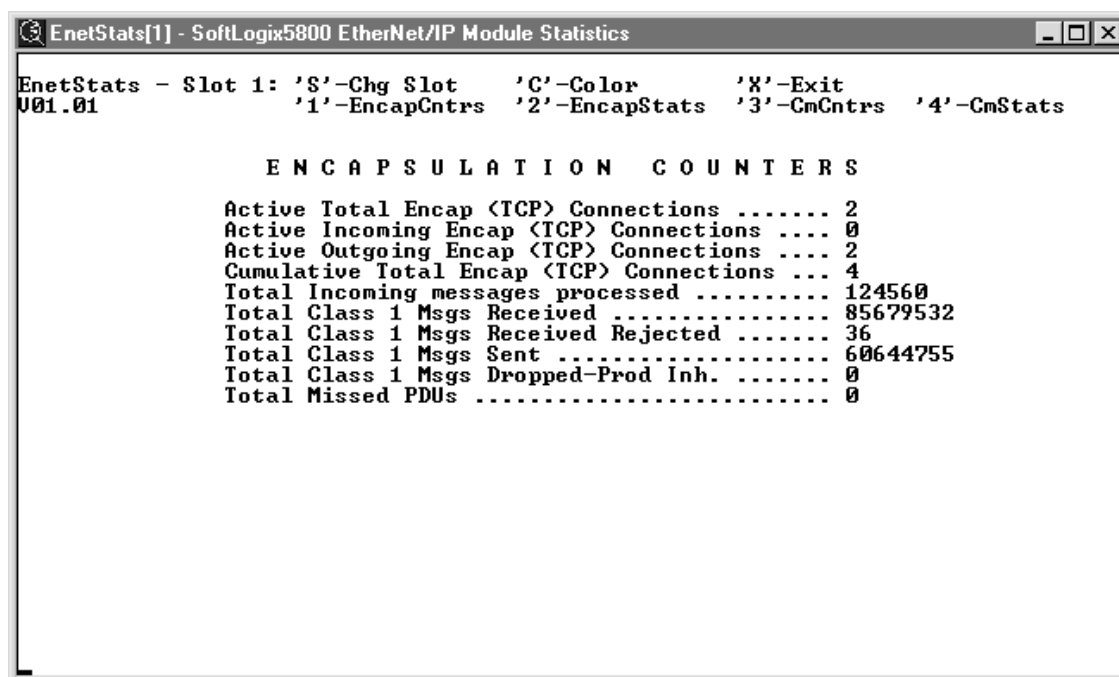 EnetStats[1] - SoftLogix5800 EtherNet/IP Module Statistics
EnetStats - Slot 1: 'S'-Chg Slot 'C'-Color 'X'-Exit
V01.01 '1'-EncapCntrs '2'-EncapStats '3'-CmCntrs '4'-CmStats
E N C A P S U L A T I O N C O U N T E R S
Active Total Encap (TCP) Connections ....... 2
Active Incoming Encap (TCP) Connections .... 0
Active Outgoing Encap (TCP) Connections .... 2
Cumulative Total Encap (TCP) Connections ... 4
Total Incoming messages processed .......... 124560
Total Class 1 Msgs Received ................ 85679532
Total Class 1 Msgs Received Rejected ....... 36
Total Class 1 Msgs Sent .................... 60644755
Total Class 1 Msgs Dropped-Prod Inh. ....... 0
Total Missed PDUs .......................... 0